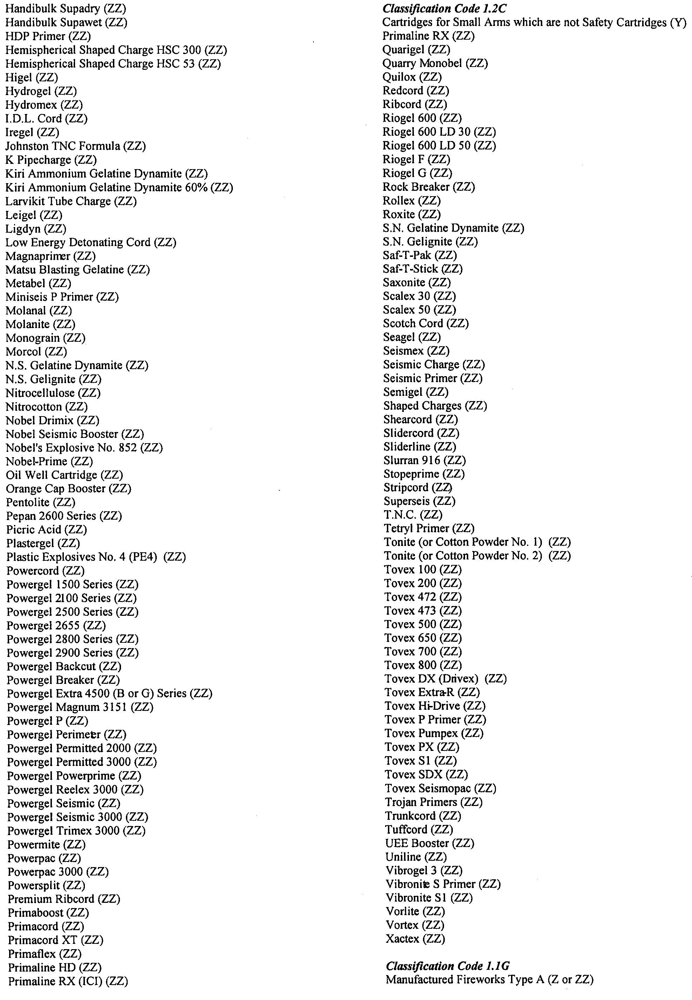 Handibulk Supadry (ZZ)
Handibulk Supawet (ZZ)
HDP Primer (ZZ)
Hemispherical Shaped Charge HSC 300 (ZZ)
Hemispherical Shaped Charge HSC 53 (ZZ)
Higel (ZZ)
Hydrogel (ZZ)
Hydromex (ZZ)
I.D.L. Cord (ZZ)
Iregel (ZZ)
Johnston TNC Formula (ZZ)
K Pipecharge (ZZ)
Kiri Ammonium Gelatine Dynamite (ZZ)
Kiri Ammonium Gelatine Dynamite 60% (ZZ)
Larvikit Tube Charge (ZZ)
Leigel (ZZ)
Ligdyn (ZZ)
Low Energy Detonating Cord (ZZ)
Magnaprimer (ZZ)
Matsu Blasting Gelatine (ZZ)
Metabel (ZZ)
Miniseis P Primer (ZZ)
Molanal (ZZ)
Molanite (ZZ)
Monograin (ZZ)
Morcol (ZZ)
N.S. Gelatine Dynamite (ZZ)
N.S. Gelignite (ZZ)
Nitrocellulose (ZZ)
Nitrocotton (ZZ)
Nobel Drimix (ZZ)
Nobel Seismic Booster (ZZ)
Nobel's Explosive No. 852 (ZZ)
Nobel-Prime (ZZ)
Oil Well Cartridge (ZZ)
Orange Cap Booster (ZZ)
Pentolite (ZZ)
Pepan 2600 Series (ZZ)
Picric Acid (ZZ)
Plastergel (ZZ)
Plastic Explosives No. 4 (PE4) (ZZ)
Powercord (ZZ)
Powergel 1500 Series (ZZ)
Powergel 2100 Series (ZZ)
Powergel 2500 Series (ZZ)
Powergel 2655 (ZZ)
Powergel 2800 Series (ZZ)
Powergel 2900 Series (ZZ)
Powergel Backcut (ZZ)
Powergel Breaker (ZZ)
Powergel Extra 4500 (B or G) Series (ZZ)
Powergel Magnum 3151 (ZZ)
Powergel P (ZZ)
Powergel Perimeter (ZZ)
Powergel Permitted 2000 (ZZ)
Powergel Permitted 3000 (ZZ)
Powergel Powerprime (ZZ)
Powergel Reelex 3000 (ZZ)
Powergel Seismic (ZZ)
Powergel Seismic 3000 (ZZ)
Powergel Trimex 3000 (ZZ)
Powermite (ZZ)
Powerpac (ZZ)
Powerpac 3000 (ZZ)
Powersplit (ZZ)
Premium Ribcord (ZZ)
Primaboost (ZZ)
Primacord (ZZ)
Primacord XT (ZZ)
Primaflex (ZZ)
Primaline HD (ZZ)
Primaline RX (ICI) (ZZ)
Classification Code 1.2C
Cartridges for Small Arms which are not Safety Cartridges (Y)
Primaline RX (ZZ)
Quarigel (ZZ)
Quarry Monobel (ZZ)
Quilox (ZZ)
Redcord (ZZ)
Ribcord (ZZ)
Riogel 600 (ZZ)
Riogel 600 LD 30 (ZZ)
Riogel 600 LD 50 (ZZ)
Riogel F (ZZ)
Riogel G (ZZ)
Rock Breaker (ZZ)
Rollex (ZZ)
Roxite (ZZ)
S.N. Gelatine Dynamite (ZZ)
S.N. Gelignite (ZZ)
Saf-T-Pak (ZZ)
Saf-T-Stick (ZZ)
Saxonite (ZZ)
Scalex 30 (ZZ)
Scalex 50 (ZZ)
Scotch Cord (ZZ)
Seagel (ZZ)
Seismex (ZZ)
Seismic Charge (ZZ)
Seismic Primer (ZZ)
Semigel (ZZ)
Shaped Charges (ZZ)
Shearcord (ZZ)
Slidercord (ZZ)
Sliderline (ZZ)
Slurran 916 (ZZ)
Stopeprime (ZZ)
Stripcord (ZZ)
Superseis (ZZ)
T.N.C. (ZZ)
Tetryl Primer (ZZ)
Tonite (or Cotton Powder No. 1) (ZZ)
Tonite (or Cotton Powder No. 2) (ZZ)
Tovex 100 (ZZ)
Tovex 200 (ZZ)
Tovex 472 (ZZ)
Tovex 473 (ZZ)
Tovex 500 (ZZ)
Tovex 650 (ZZ)
Tovex 700 (ZZ)
Tovex 800 (ZZ)
Tovex DX (Drivex) (ZZ)
Tovex Extra-R (ZZ)
Tovex Hi-Drive (ZZ)
Tovex P Primer (ZZ)
Tovex Pumpex (ZZ)
Tovex PX (ZZ)
Tovex S1 (ZZ)
Tovex SDX (ZZ)
Tovex Seismopac (ZZ)
Trojan Primers (ZZ)
Trunkcord (ZZ)
Tuffcord (ZZ)
UEE Booster (ZZ)
Uniline (ZZ)
Vibrogel 3 (ZZ)
Vibronite S Primer (ZZ)
Vibronite S1 (ZZ)
Vorlite (ZZ)
Vortex (ZZ)
Xactex (ZZ)
Classification Code 1.1G
Manufactured Fireworks Type A (Z or ZZ)